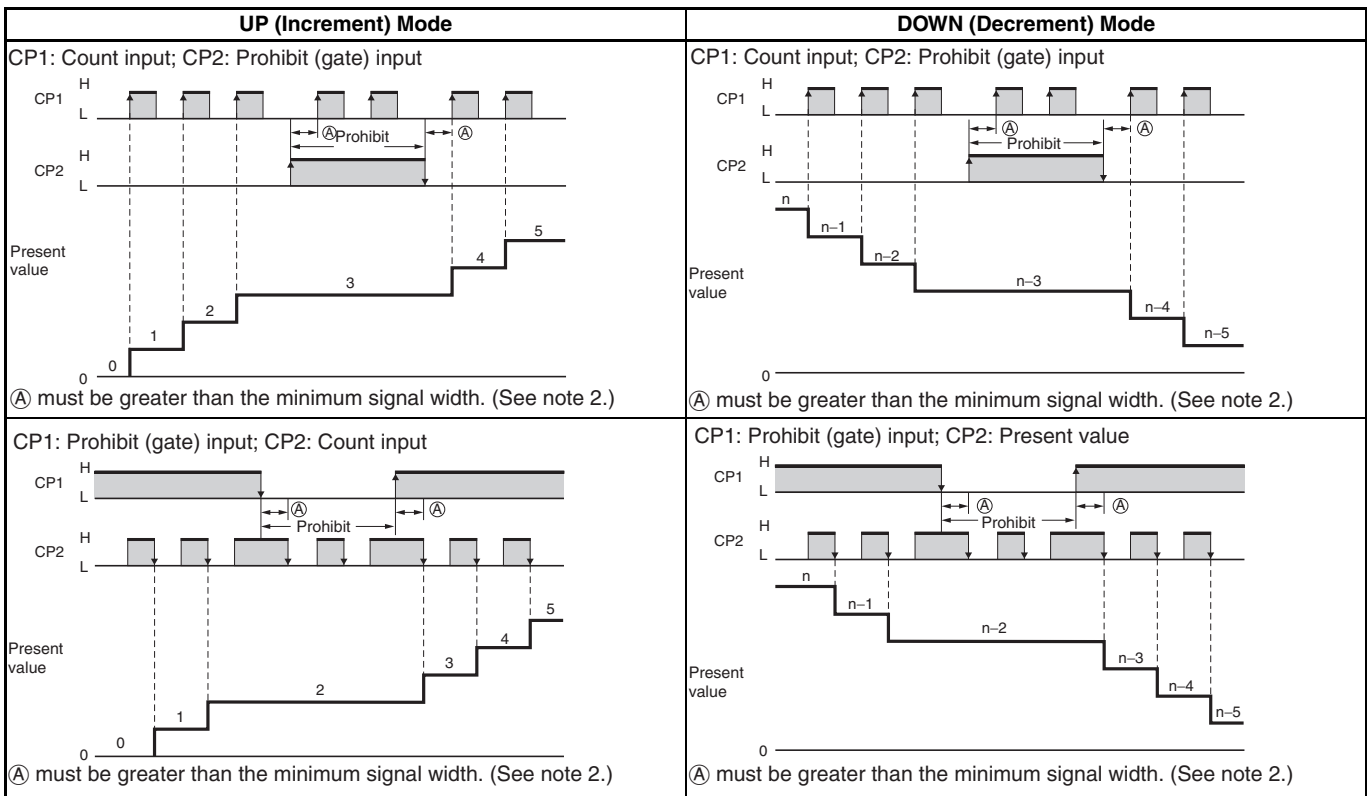 UP (Increment) Mode
DOWN (Decrement) Mode
CP1: Count input; CP2: Prohibit (gate) input
H
CP1
L
Ⓐ
Prohibit
Ⓐ
H
CP2
L
Present
value
0
1
2
3
4
5
0
Ⓐ must be greater than the minimum signal width. (See note 2.)
CP1: Count input; CP2: Prohibit (gate) input
H
CP1
L
Ⓐ
Prohibit
Ⓐ
H
CP2
L
n
n–1
n–2
n–3
n–4
n–5
Present
value
0
Ⓐ must be greater than the minimum signal width. (See note 2.)
CP1: Prohibit (gate) input; CP2: Count input
H
CP1
L
Ⓐ
Ⓐ
Prohibit
H
CP2
L
Present
value
0
1
2
3
4
5
0
Ⓐ must be greater than the minimum signal width. (See note 2.)
CP1: Prohibit (gate) input; CP2: Present value
H
CP1
L
Ⓐ
Ⓐ
Prohibit
H
CP2
L
n
n–1
n–2
n–3
n–4
n–5
Present
value
0
Ⓐ must be greater than the minimum signal width. (See note 2.)